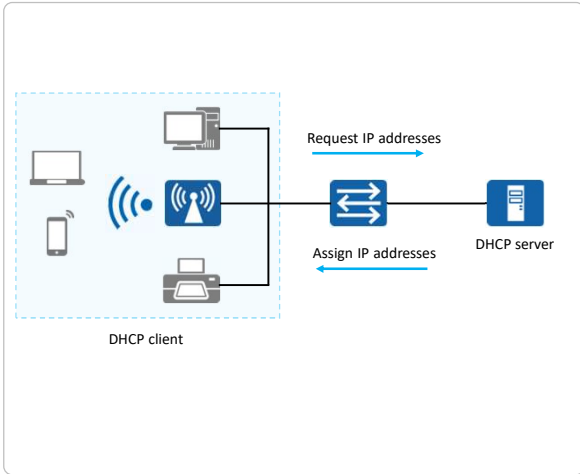 Request IP addresses
Assign IP addresses
DHCP server
DHCP client